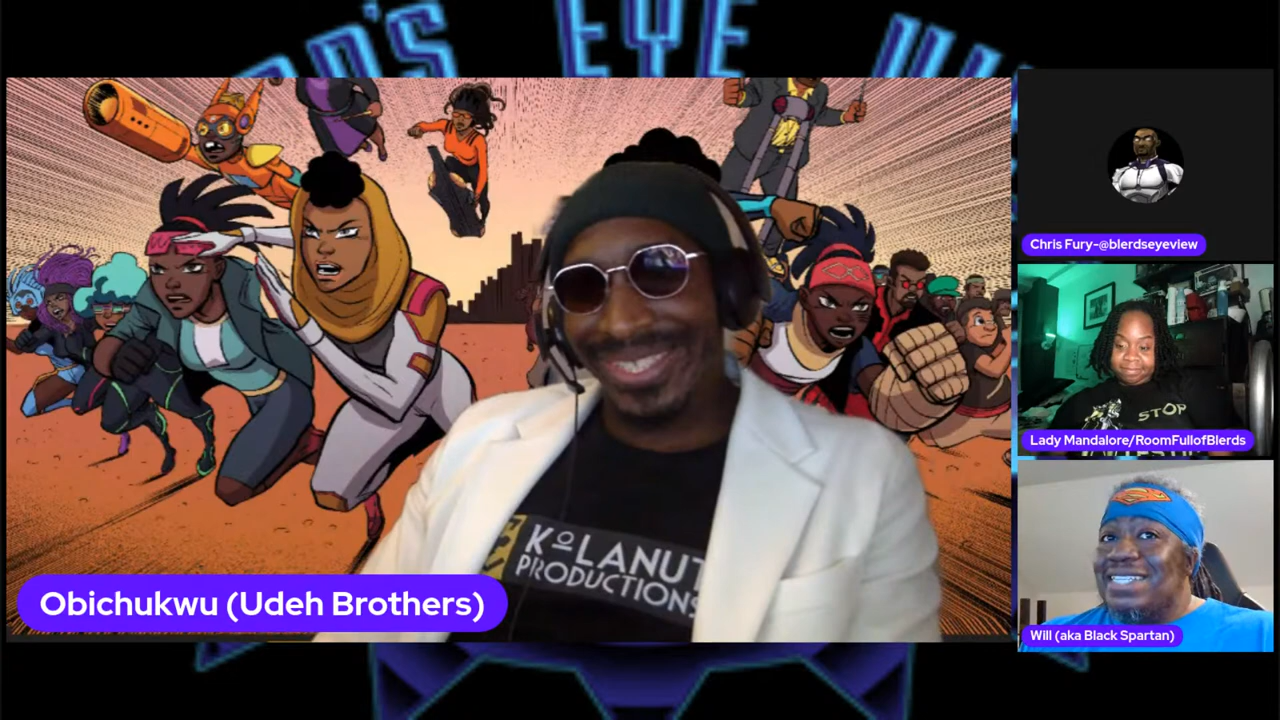 EYE
Chris Fury-@blerdseyeview
STOP
Lady Mandalore/RoomFullofBlerds
KOLANUT
PRODUCTIONS
Obichukwu (Udeh Brothers)
Will (aka Black Spartan)